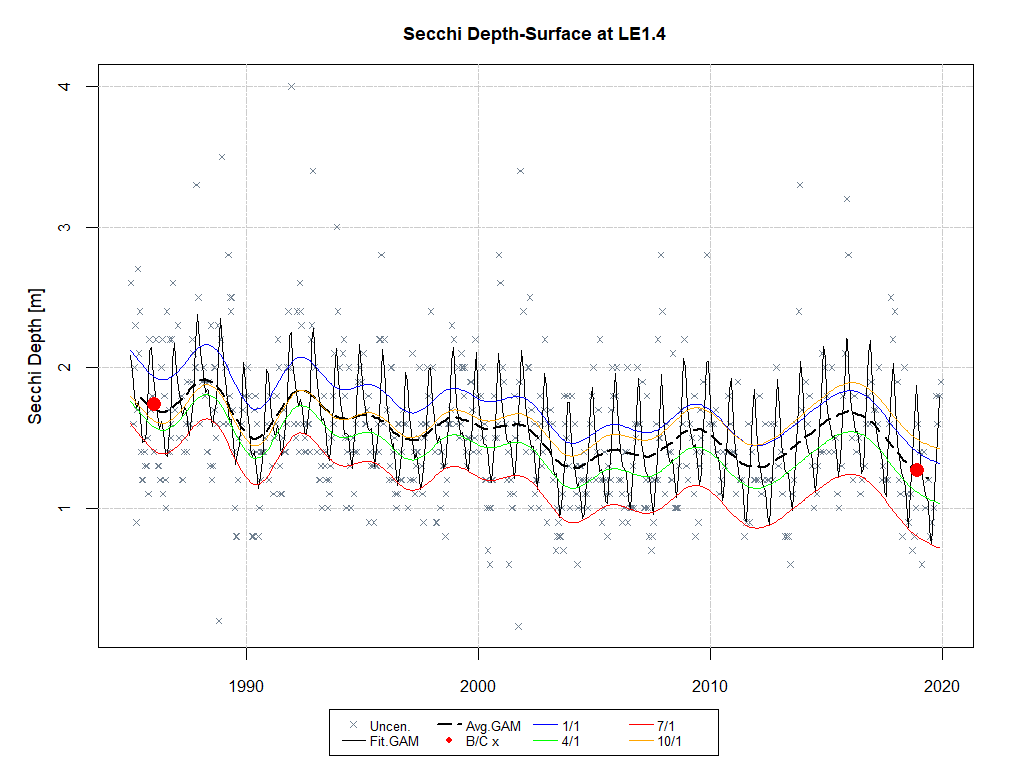 Secchi Depth-Surface at LE1.4
Secchi Depth [m]
4
3
2
1
1990 2000 2010 2020
Uncen. Avg.GAM 1/1 7/1
Fit.GAM B/C x 4/1 10/1